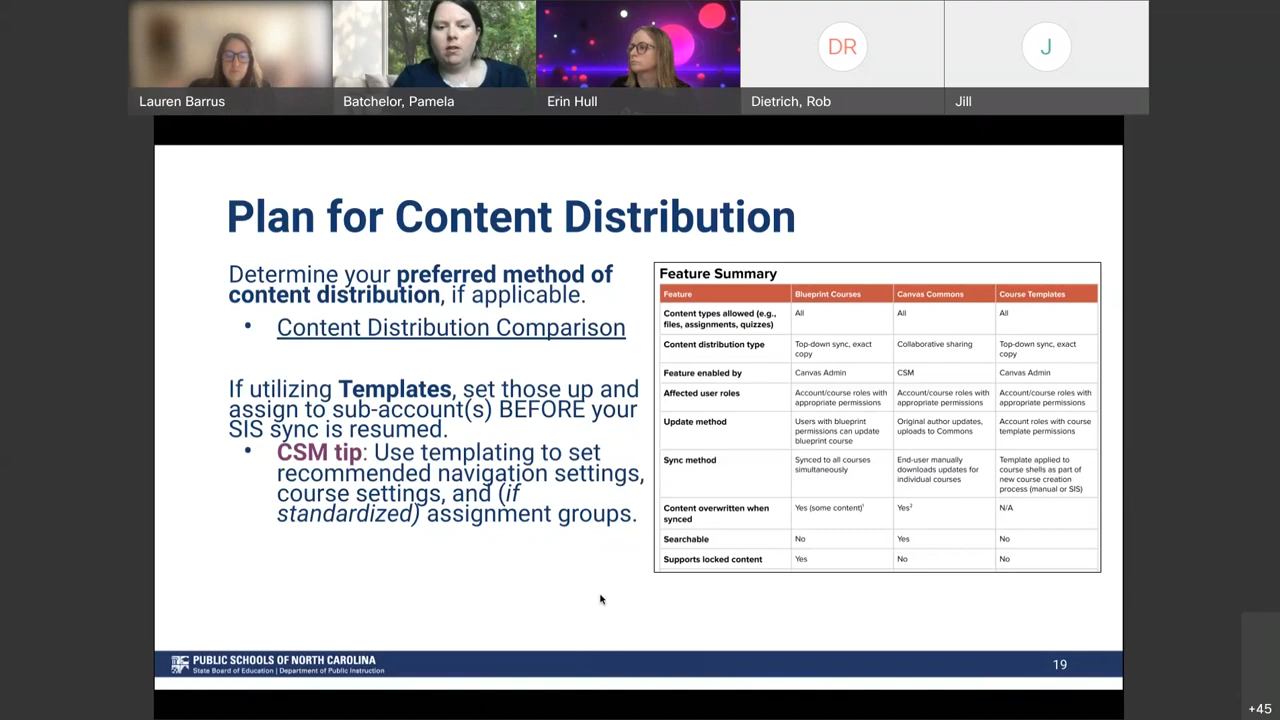 DR
J
Lauren Barrus
Batchelor, Pamela
Erin Hull
Dietrich, Rob
Jill
Plan for Content Distribution
Determine your preferred method of
content distribution, if applicable.
• Content Distribution Comparison
If utilizing Templates, set those up and
assign to sub-account(s) BEFORE your
SIS sync is resumed.
• CSM tip: Use templating to set
recommended navigation settings,
course settings, and (if
standardized) assignment groups.
Feature Summary
Feature Blueprint Courses Canvas Commons Course Templates
Content types allowed (e.g., All All All
files, assignments, quizzes)
Content distribution type Top-down sync, exact Collaborative sharing Top-down sync, exact
copy copy
Feature enabled by Canvas Admin CSM Canvas Admin
Affected user roles Account/course roles with Account/course roles with Account/course roles with
appropriate permissions appropriate permissions appropriate permissions
Update method Users with blueprint Original author updates, Account roles with course
permissions can update uploads to Commons template permissions
blueprint course
Sync method Synced to all courses End-user manually Template applied to
simultaneously downloads updates for course shells as part of
individual courses new course creation
process (manual or SIS)
Content overwritten when Yes (some content)¹ Yes² N/A
synced
Searchable No Yes No
Supports locked content Yes No No
PUBLIC SCHOOLS OF NORTH CAROLINA
State Board of Education | Department of Public Instruction
19
+45